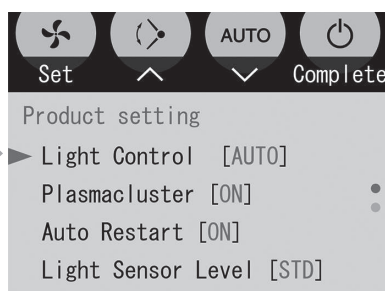 AUTO
Set Complete
Product setting
Light Control [AUTO]
Plasmacluster [ON]
Auto Restart [ON]
Light Sensor Level [STD]